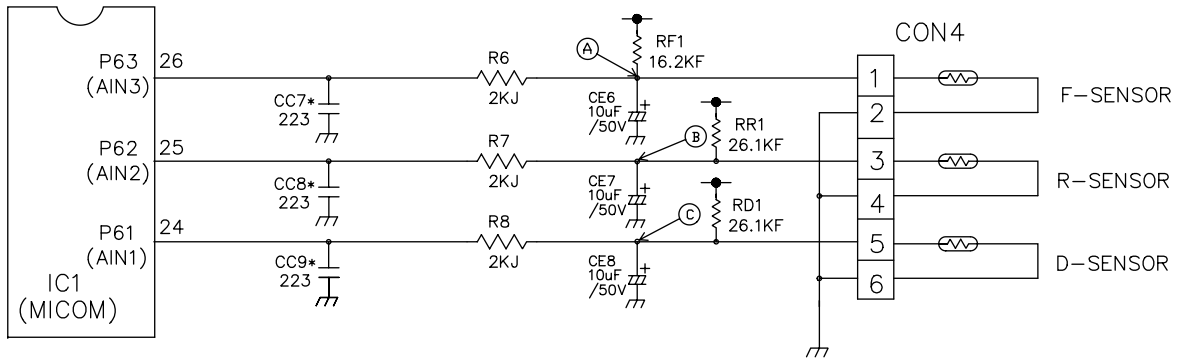 CON4
RF1
16.2KF
P63
(AIN3)
26
R6
2KJ
A
1
F-SENSOR
CC7*
223
CE6
10uF
/50V
+
2
P62
(AIN2)
25
R7
2KJ
B
RR1
26.1KF
3
R-SENSOR
CC8*
223
CE7
10uF
/50V
+
4
P61
(AIN1)
24
R8
2KJ
C
RD1
26.1KF
5
D-SENSOR
CC9*
223
CE8
10uF
/50V
+
6
IC1
(MICOM)